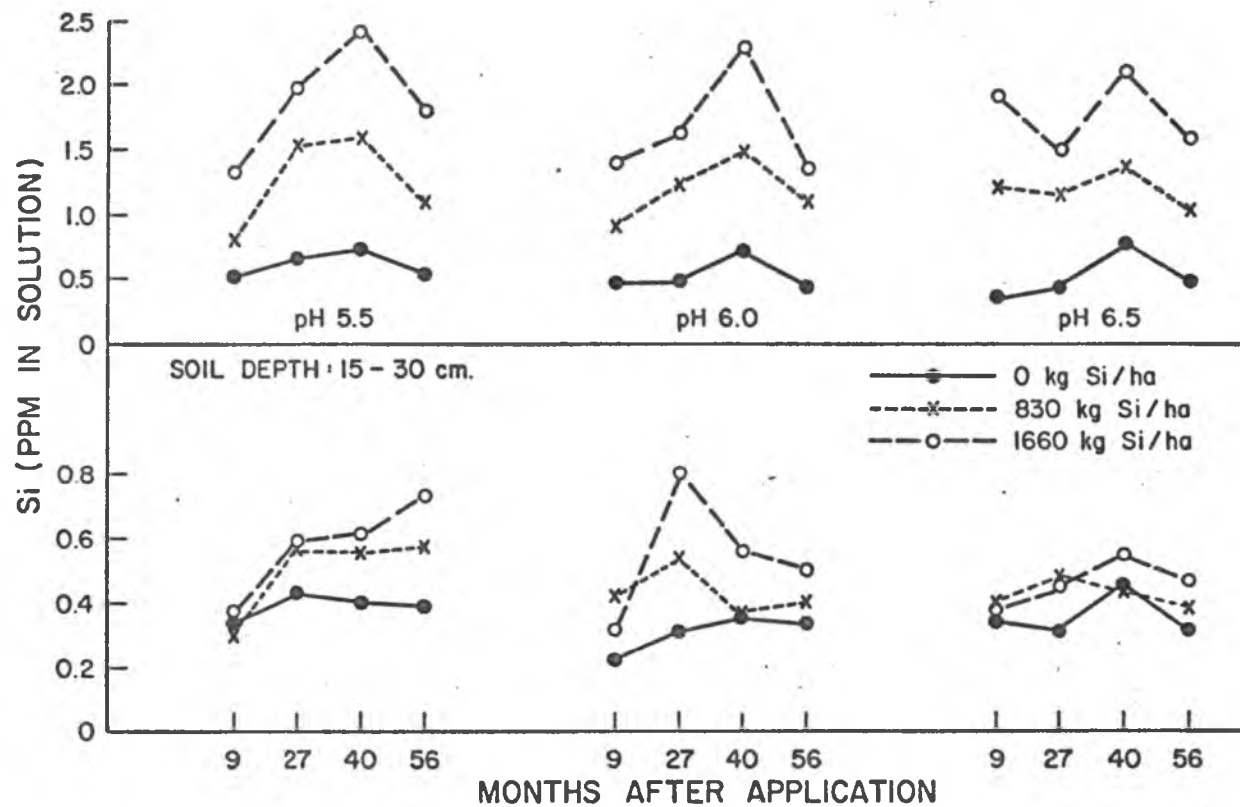 Si (PPM IN SOLUTION)
2.5
2.0
1.5
1.0
0.5
0
pH 5.5
pH 6.0
pH 6.5
SOIL DEPTH: 15 - 30 cm.
0 kg Si/ha
830 kg Si/ha
1660 kg Si/ha
0.8
0.6
0.4
0.2
0
9 27 40 56 9 27 40 56 9 27 40 56
MONTHS AFTER APPLICATION